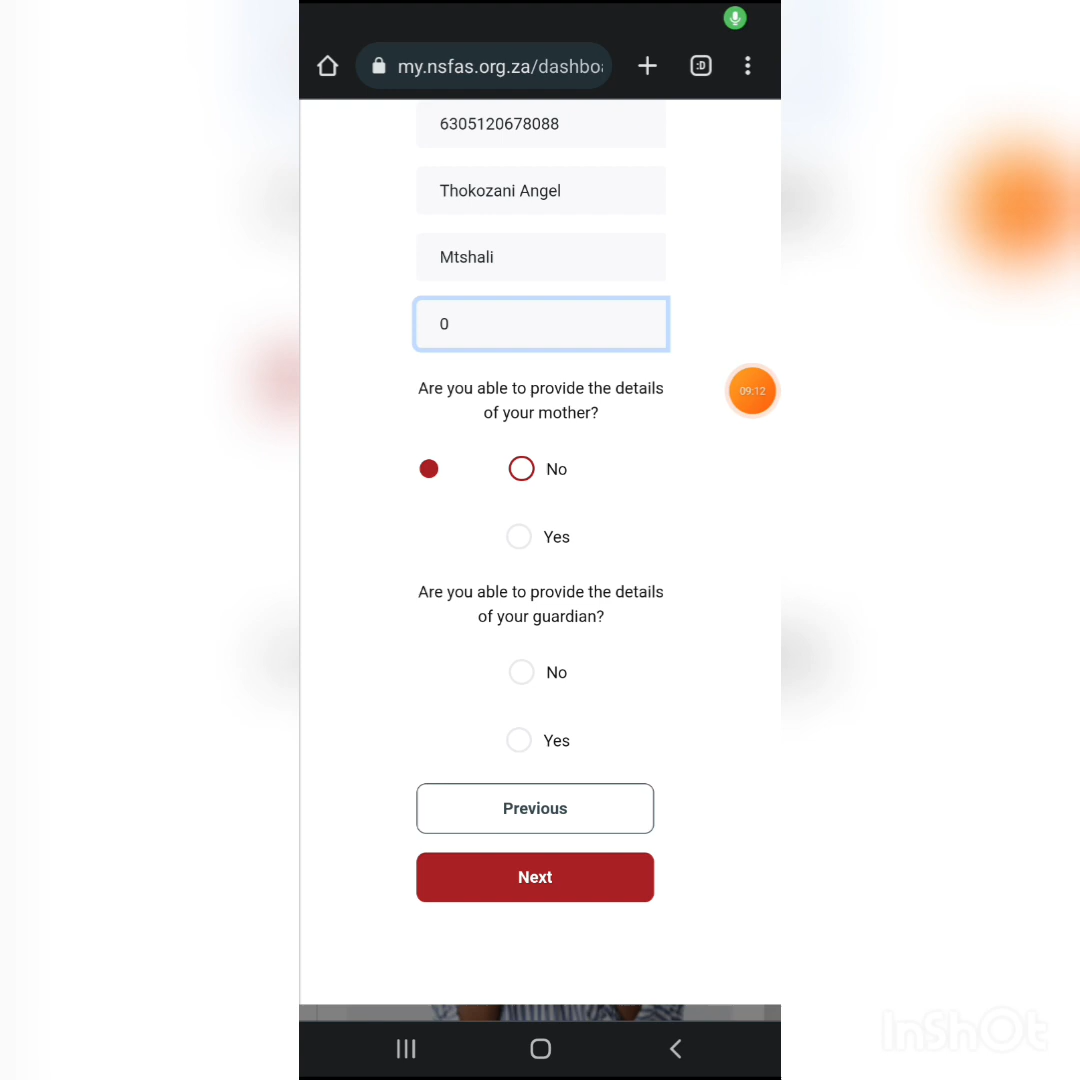 my.nsfas.org.za/dashbo
:D
6305120678088
Thokozani Angel
Mtshali
0
Are you able to provide the details
of your mother?
09:12
No
Yes
Are you able to provide the details
of your guardian?
No
Yes
Previous
Next
InShOt